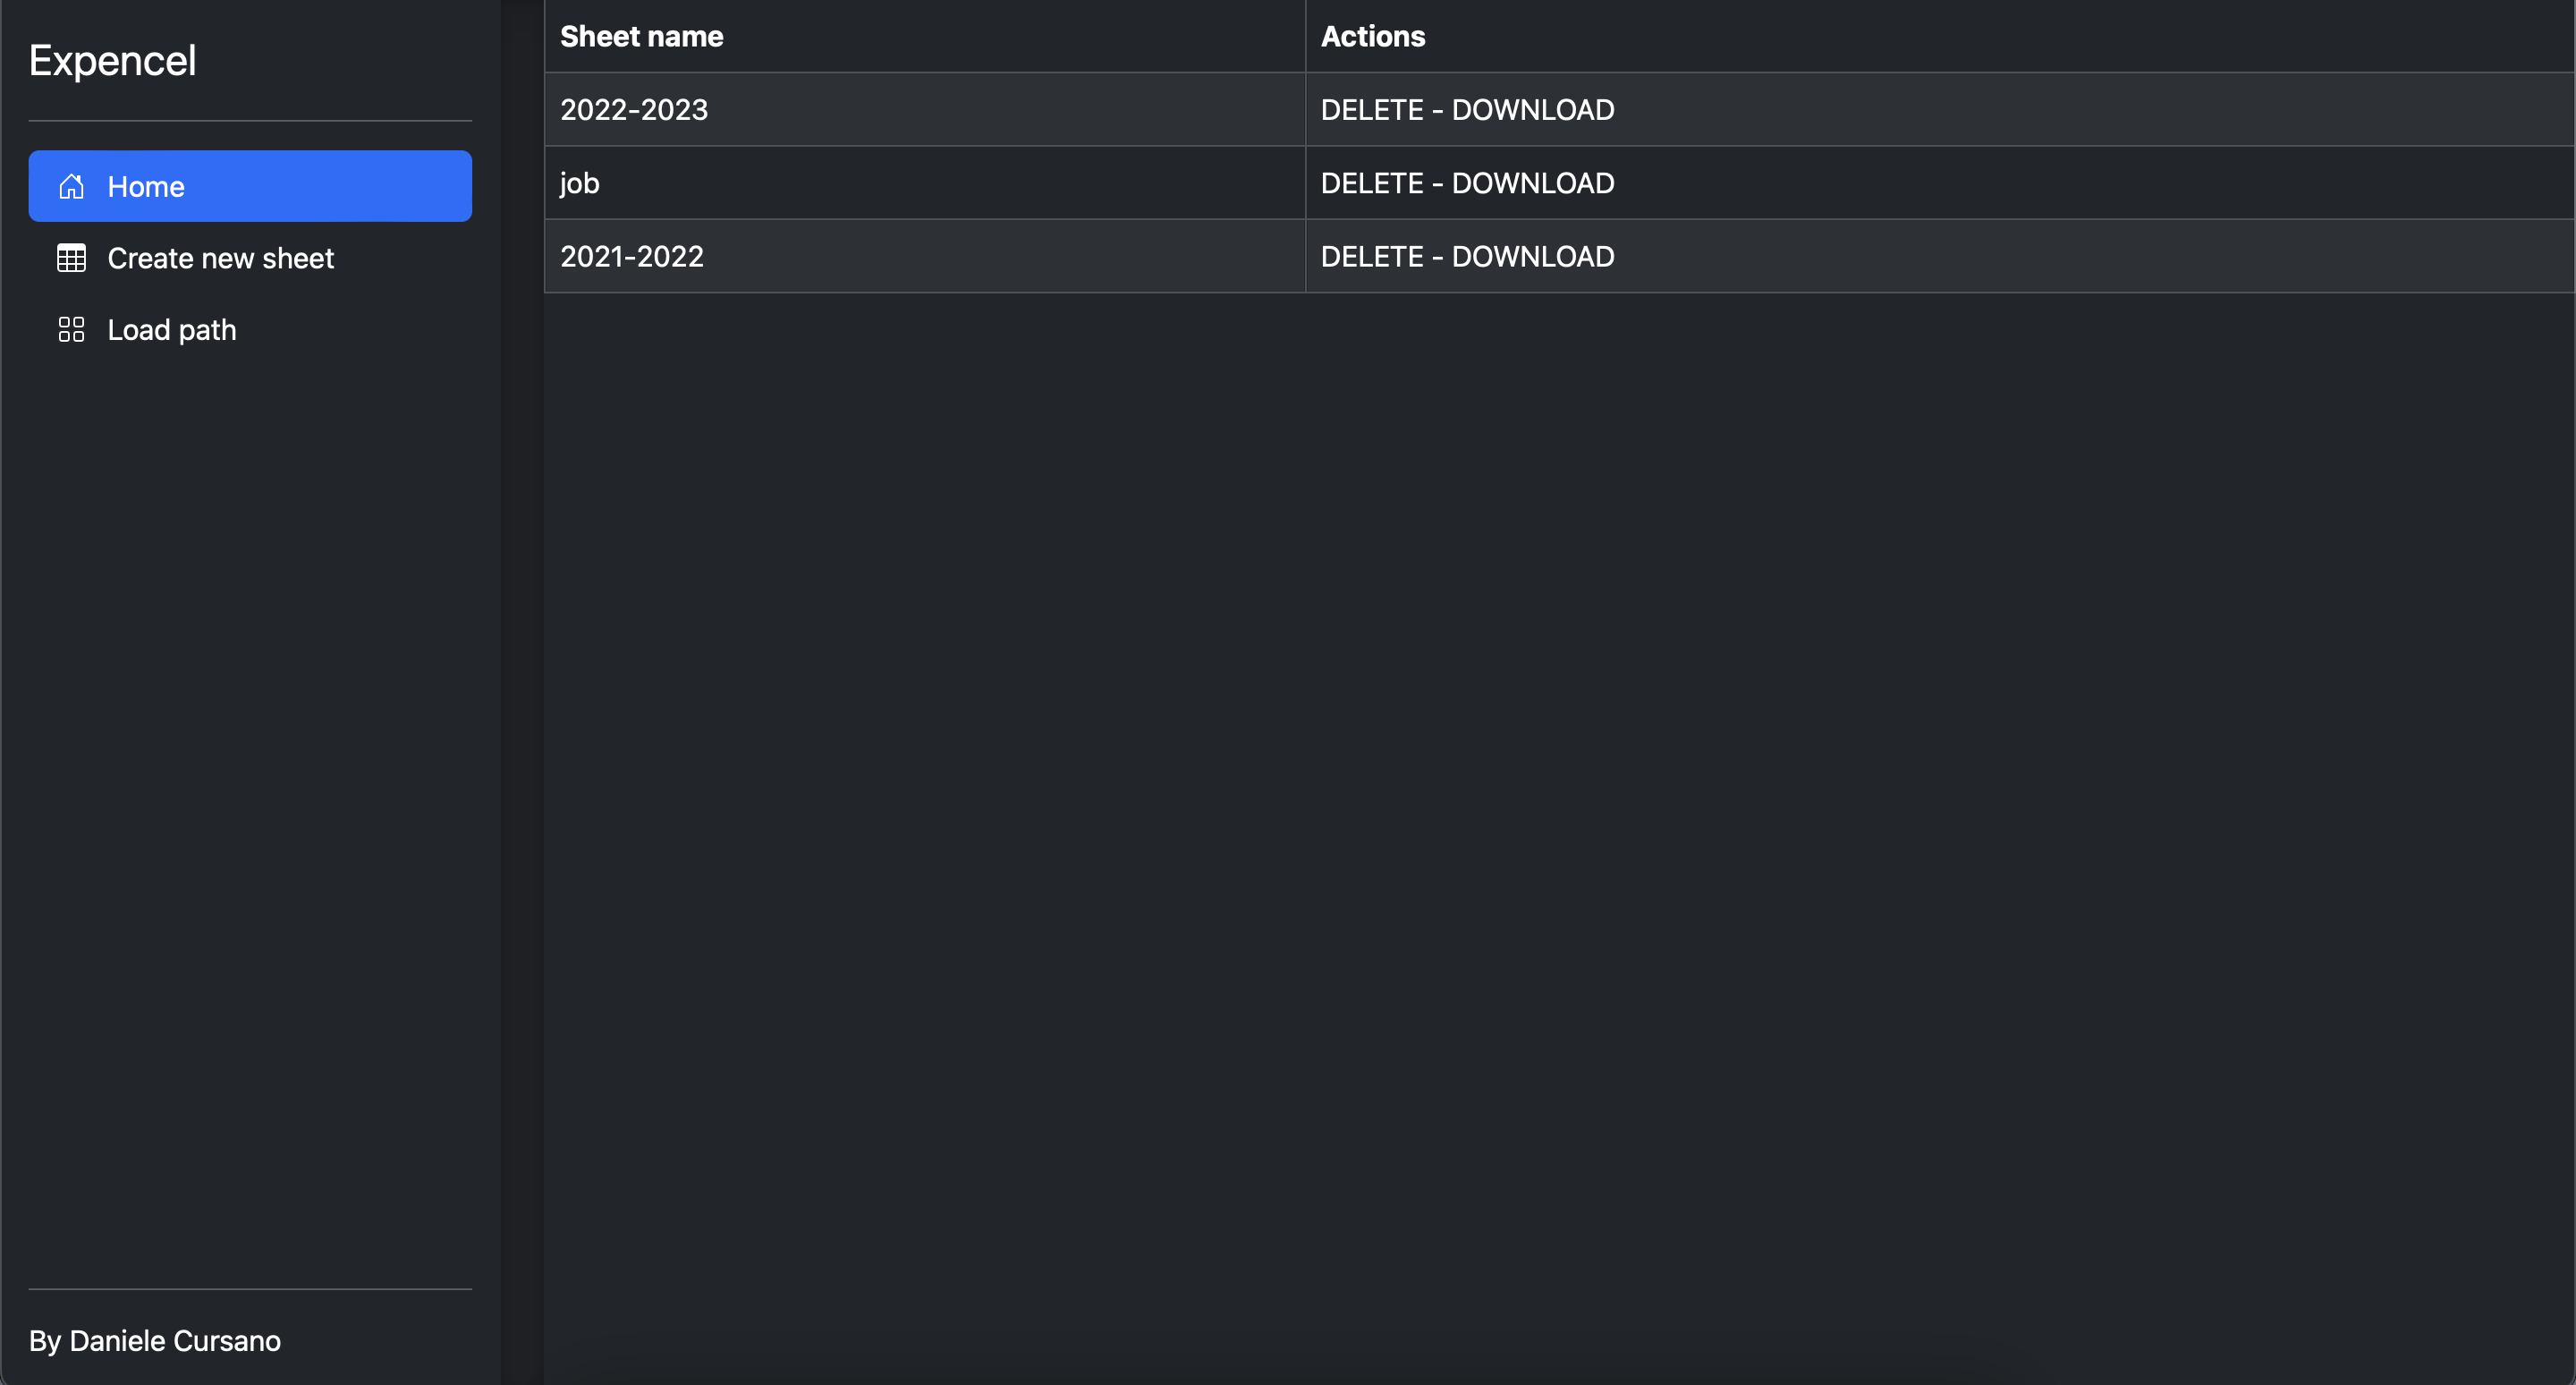 Expencel
Home
Create new sheet
Load path
By Daniele Cursano
Sheet name Actions
2022-2023 DELETE - DOWNLOAD
job DELETE - DOWNLOAD
2021-2022 DELETE - DOWNLOAD